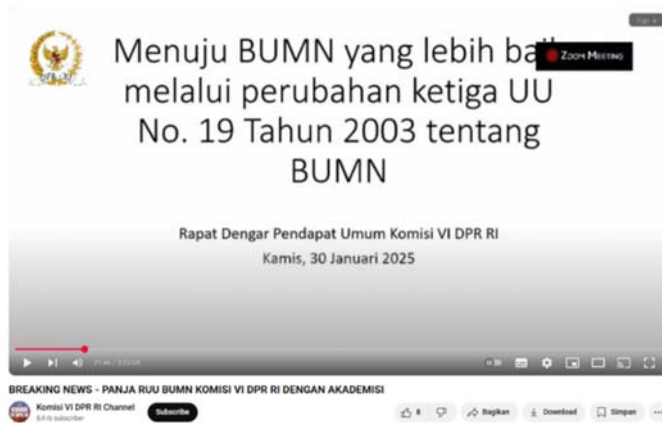 Menuju BUMN yang lebih bai
ZOOM MEETING
melalui perubahan ketiga UU
No. 19 Tahun 2003 tentang
BUMN
Rapat Dengar Pendapat Umum Komisi VI DPR RI
Kamis, 30 Januari 2025
BREAKING NEWS - PANJA RUU BUMN KOMISI VI DPR RI DENGAN AKADEMISI
Komisi VI DPR RI Channel
Subscribe
8
Bagikan
Download
Simpan